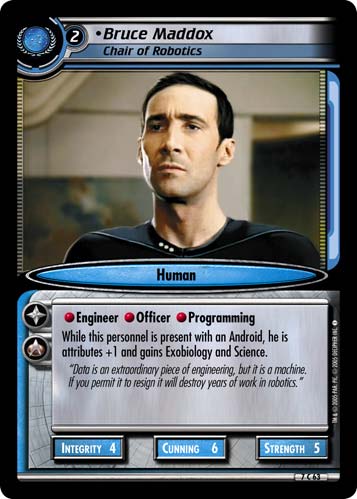 2
•Bruce Maddox
Chair of Robotics
Human
Engineer Officer Programming
While this personnel is present with an Android, he is
attributes +1 and gains Exobiology and Science.
"Data is an extraordinary piece of engineering, but it is a machine.
If you permit it to resign it will destroy years of work in robotics."
INTEGRITY 4 CUNNING 6 STRENGTH 5
7 C 63